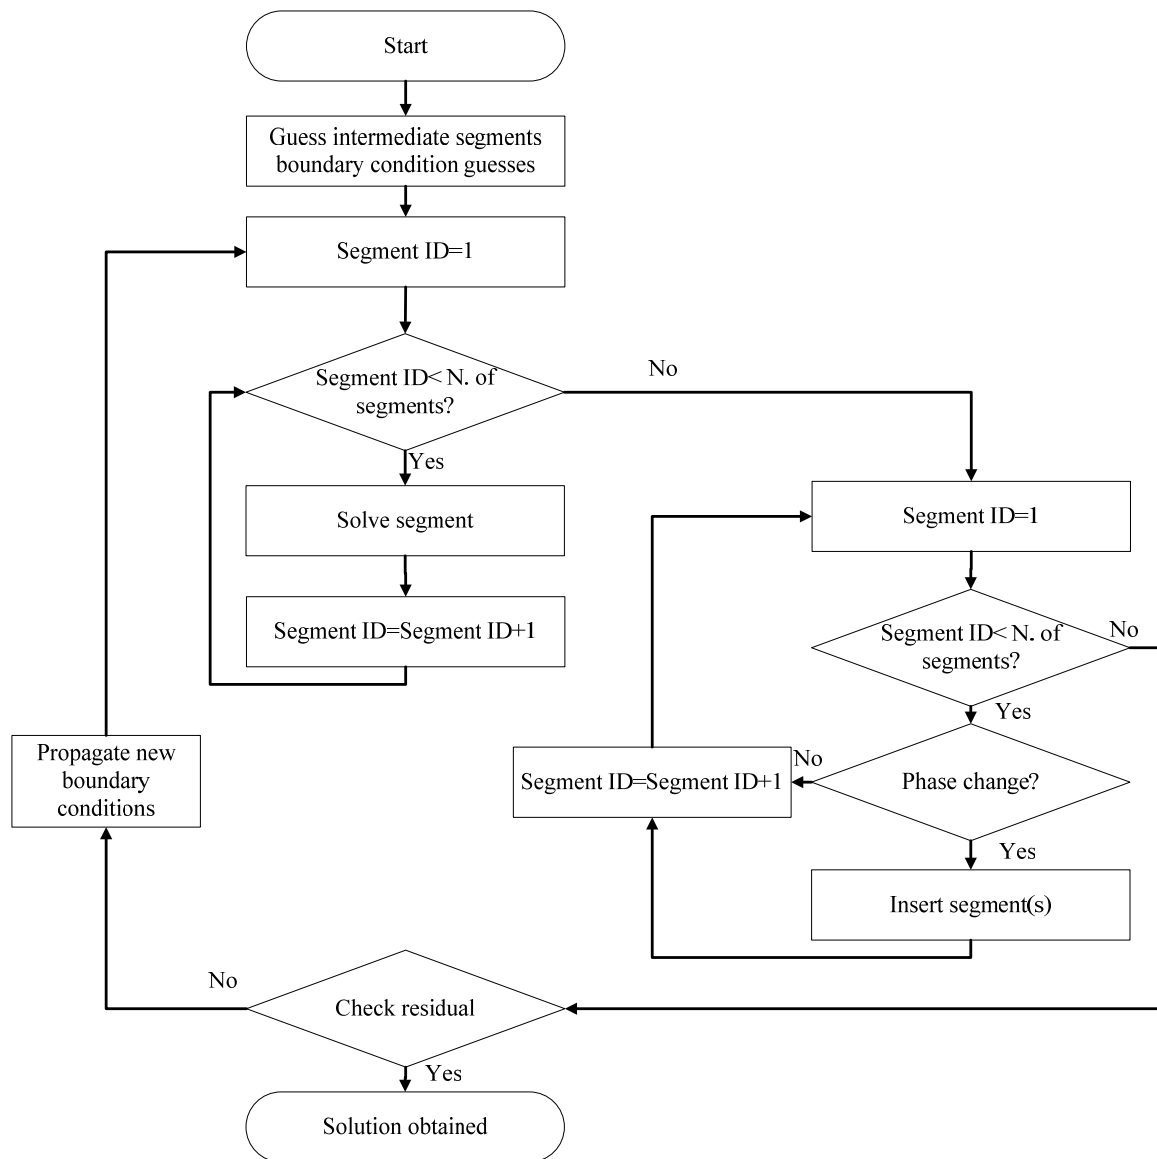 Start
Guess intermediate segments
boundary condition guesses
Segment ID=1
Segment ID< N. of
segments?
No
Yes
Solve segment
Segment ID=Segment ID+1
Segment ID=1
Segment ID< N. of
segments?
No
Yes
Phase change?
No
Segment ID=Segment ID+1
Yes
Insert segment(s)
Propagate new
boundary
conditions
No
Check residual
Yes
Solution obtained